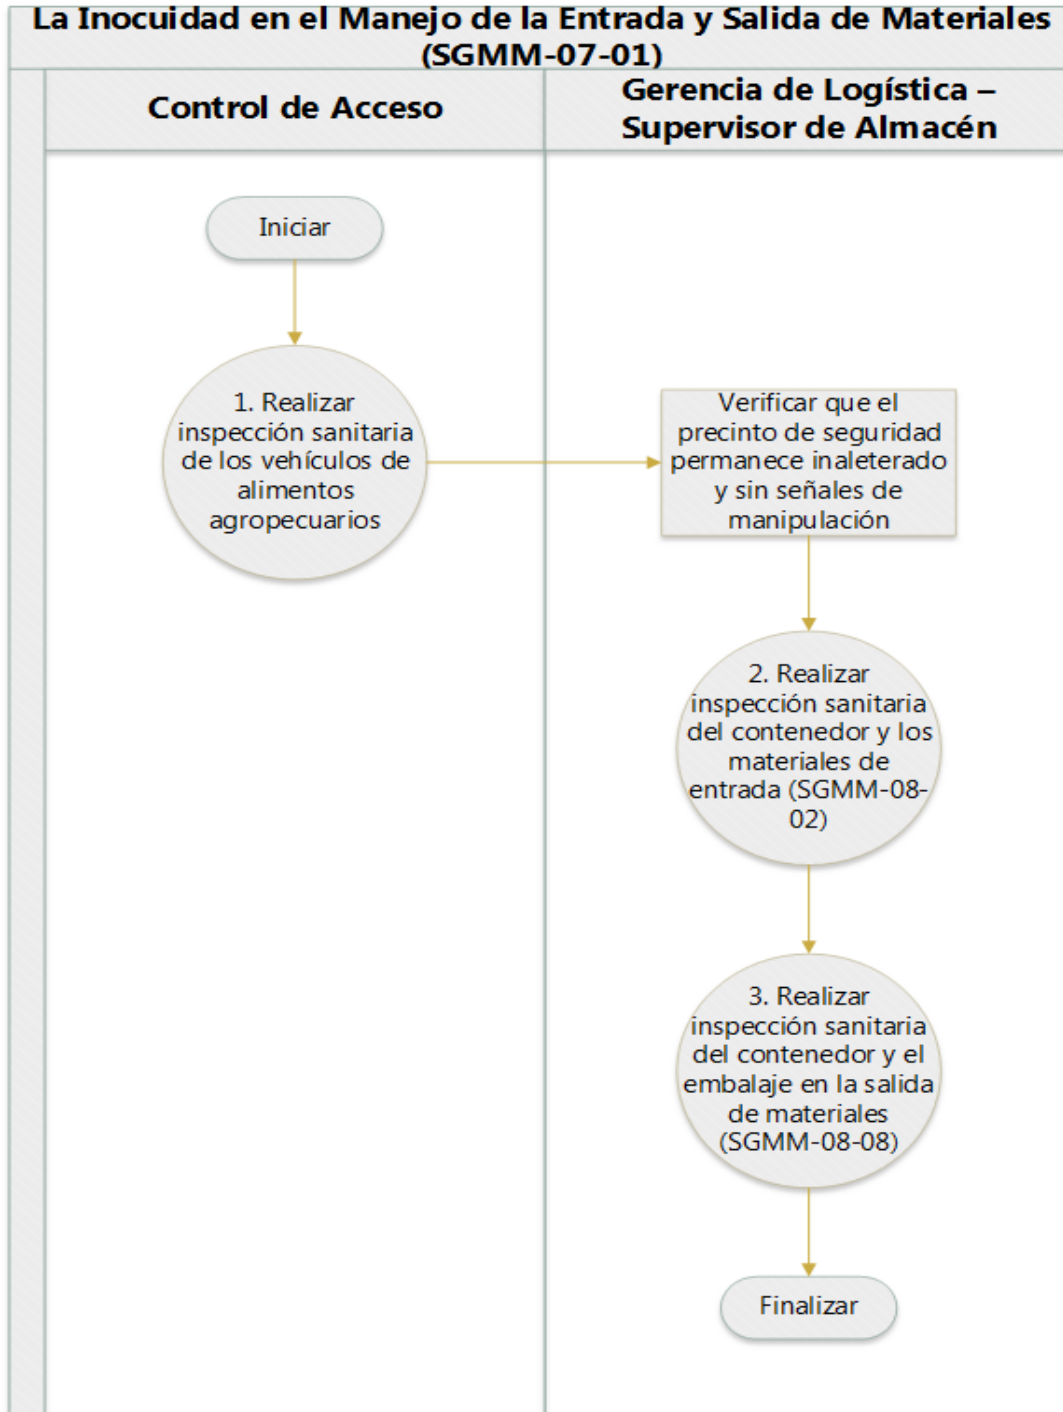 La Inocuidad en el Manejo de la Entrada y Salida de Materiales
(SGMM-07-01)
Control de Acceso
Gerencia de Logística –
Supervisor de Almacén
Iniciar
1. Realizar
inspección sanitaria
de los vehículos de
alimentos
agropecuarios
Verificar que el
precinto de seguridad
permanece inaleterado
y sin señales de
manipulación
2. Realizar
inspección sanitaria
del contenedor y los
materiales de
entrada (SGMM-08-
02)
3. Realizar
inspección sanitaria
del contenedor y el
embalaje en la salida
de materiales
(SGMM-08-08)
Finalizar